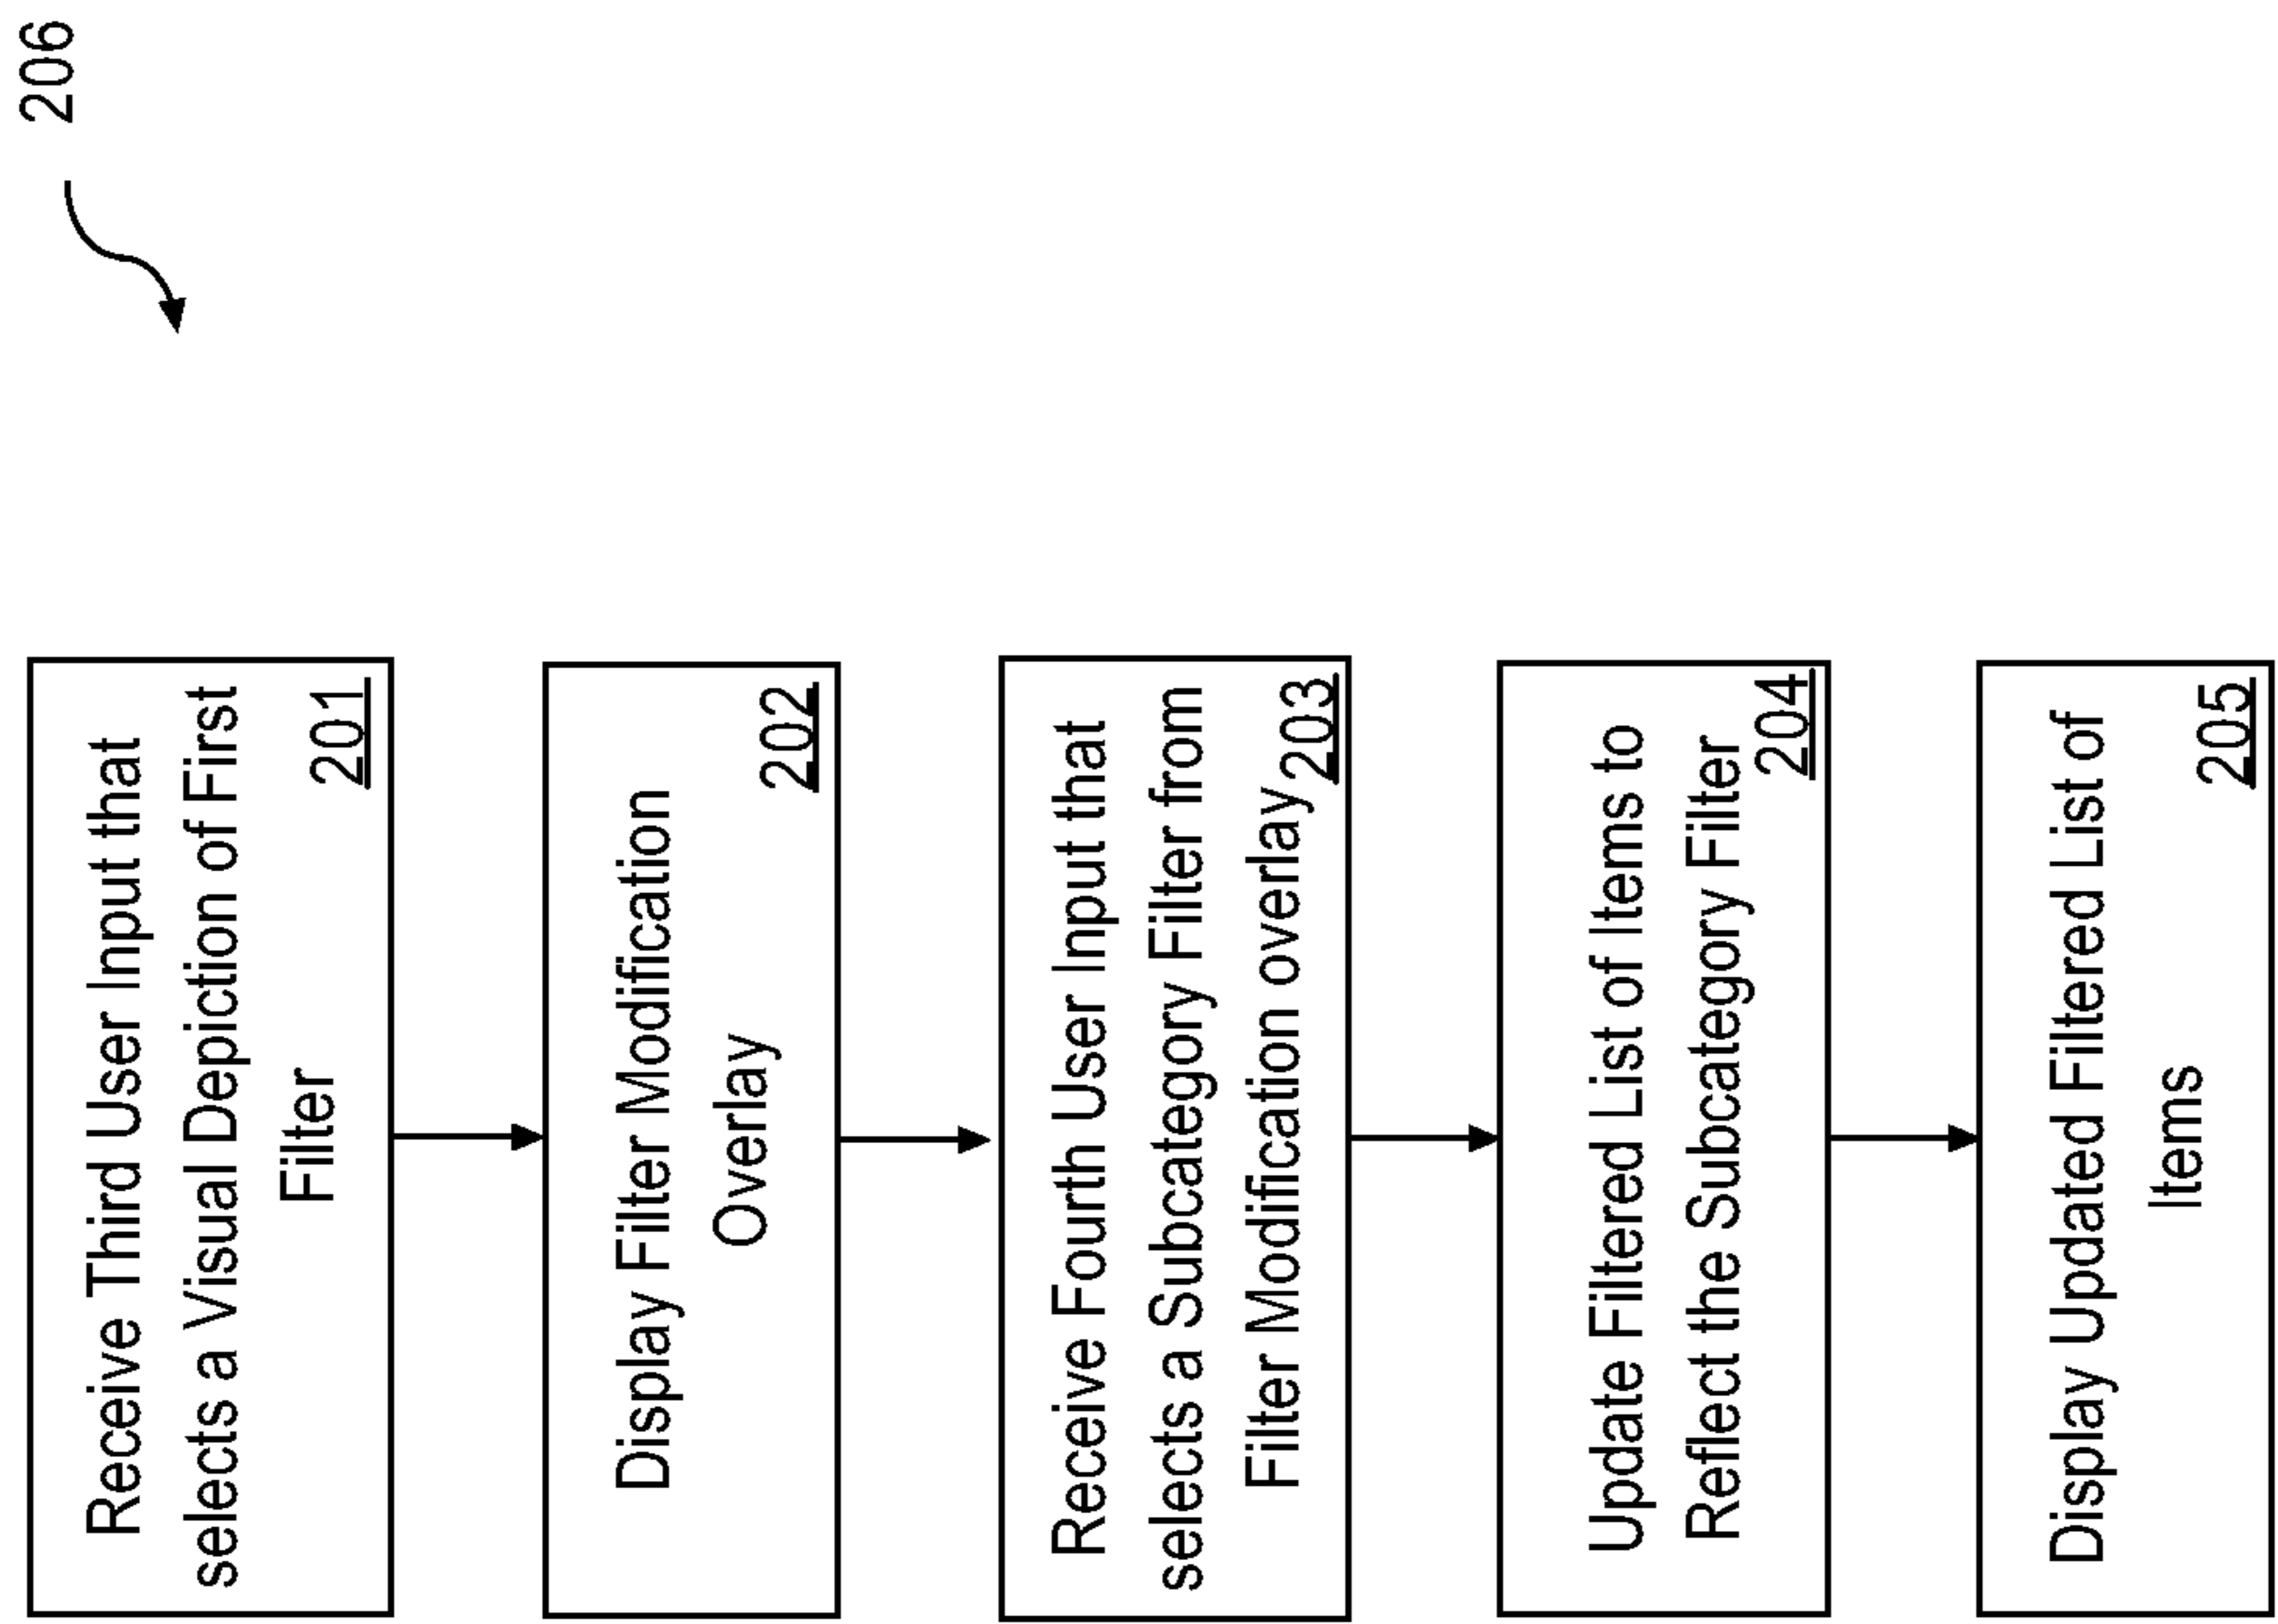 206
Receive Third User Input that
selects a Visual Depiction of First
Filter
201
Display Filter Modification
Overlay
202
Receive Fourth User Input that
selects a Subcategory Filter from
Filter Modification overlay
203
Update Filtered List of Items to
Reflect the Subcategory Filter
204
Display Updated Filtered List of
Items
205